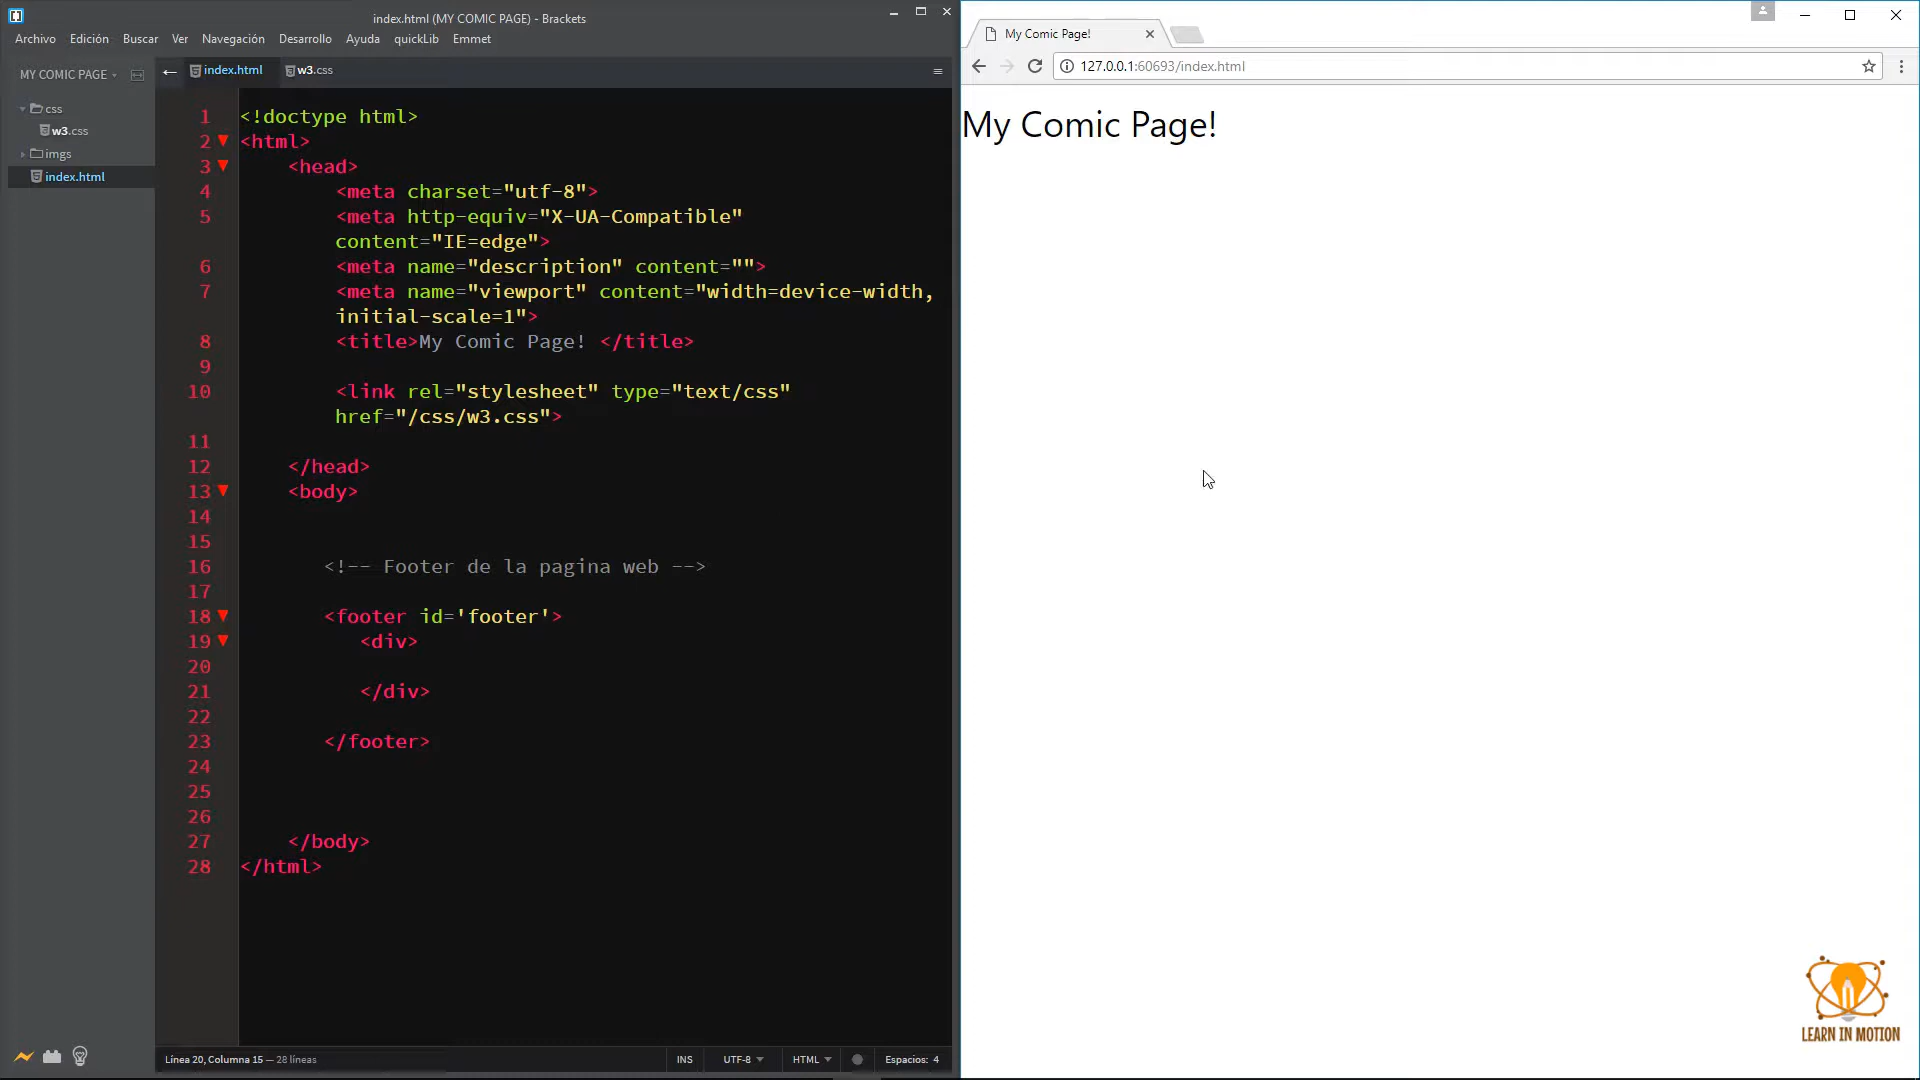 index.html (MY COMIC PAGE) - Brackets
Archivo Edición Buscar Ver Navegación Desarrollo Ayuda quickLib Emmet
MY COMIC PAGE
css
w3.css
imgs
index.html
index.html w3.css
1 <!doctype html>
2 <html>
3 <head>
4 <meta charset="utf-8">
5 <meta http-equiv="X-UA-Compatible"
content="IE=edge">
6 <meta name="description" content="">
7 <meta name="viewport" content="width=device-width,
initial-scale=1">
8 <title>My Comic Page! </title>
9
10 <link rel="stylesheet" type="text/css"
href="/css/w3.css">
11
12 </head>
13 <body>
14
15
16 <!-- Footer de la pagina web -->
17
18 <footer id='footer'>
19 <div>
20
21 </div>
22
23 </footer>
24
25
26
27 </body>
28 </html>
Línea 20, Columna 15 — 28 líneas INS UTF-8 HTML Espacios: 4
My Comic Page!
127.0.0.1:60693/index.html
My Comic Page!
LEARN IN MOTION